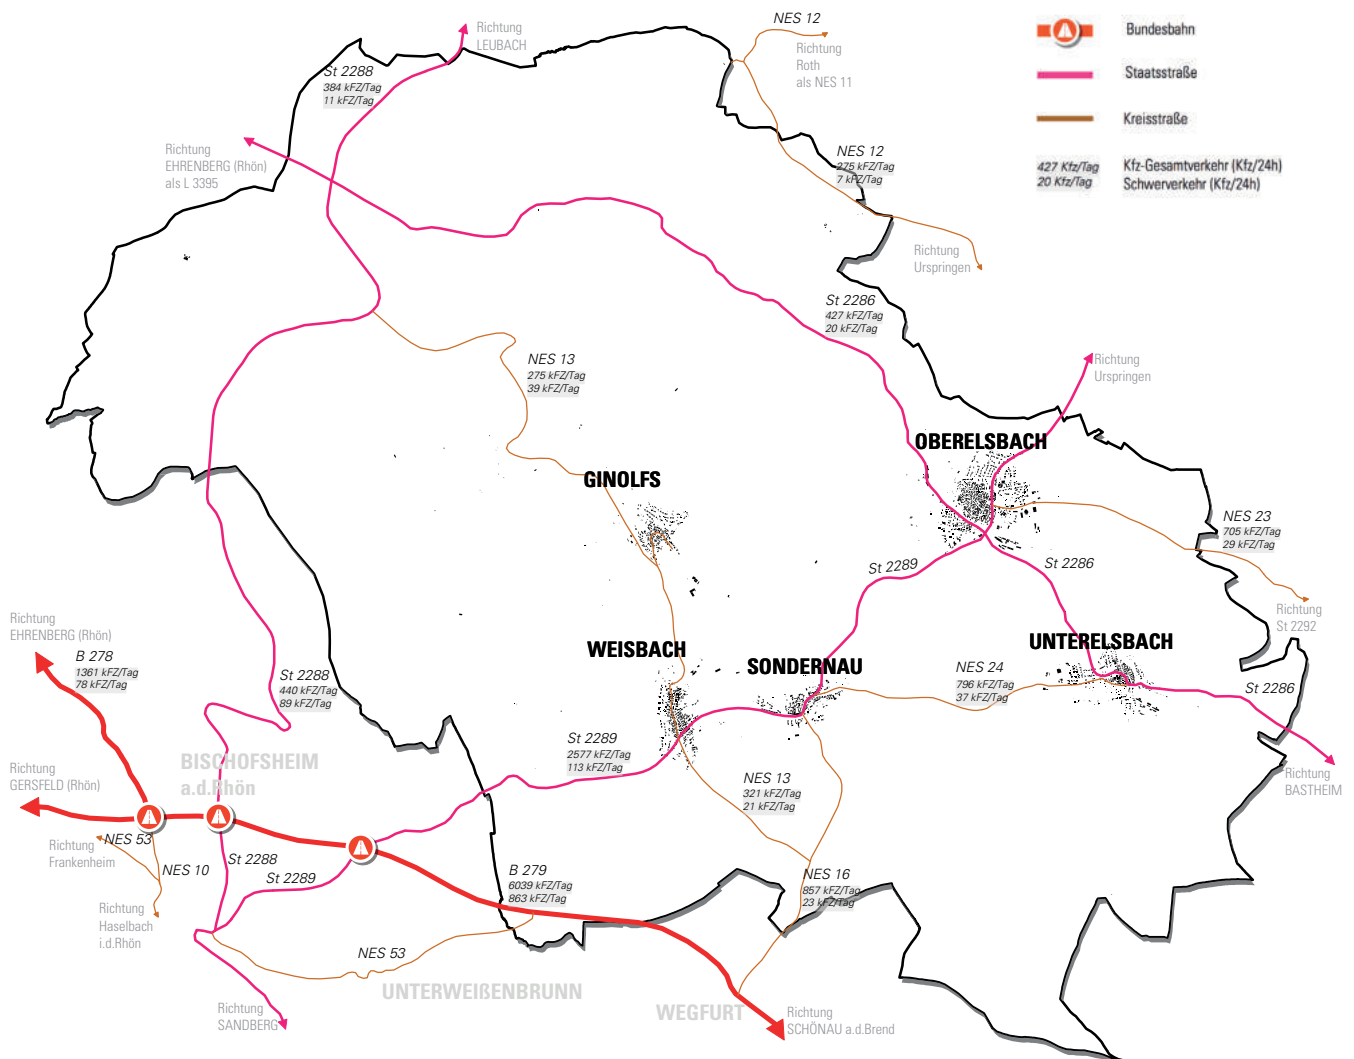 NES 12
Richtung
Roth
als NES 11
Richtung
LEUBACH
St 2288
384 kFZ/Tag
11 kFZ/Tag
Bundesbahn
Staatsstraße
Kreisstraße
427 Kfz/Tag
20 Kfz/Tag
Kfz-Gesamtverkehr (Kfz/24h)
Schwerverkehr (Kfz/24h)
Richtung
EHRENBERG (Rhön)
als L 3395
NES 12
275 kFZ/Tag
7 kFZ/Tag
Richtung
Urspringen
St 2286
427 kFZ/Tag
20 kFZ/Tag
NES 13
275 kFZ/Tag
39 kFZ/Tag
Richtung
Urspringen
OBERELSBACH
GINOLFS
NES 23
705 kFZ/Tag
29 kFZ/Tag
St 2289
St 2286
Richtung
St 2292
Richtung
EHRENBERG (Rhön)
B 278
1361 kFZ/Tag
78 kFZ/Tag
WEISBACH
SONDERNAU
UNTERELSBACH
St 2288
440 kFZ/Tag
89 kFZ/Tag
NES 24
796 kFZ/Tag
37 kFZ/Tag
St 2286
St 2289
2577 kFZ/Tag
113 kFZ/Tag
BISCHOFSHEIM
a.d.Rhön
Richtung
GERSFELD (Rhön)
NES 13
321 kFZ/Tag
21 kFZ/Tag
Richtung
BASTHEIM
NES 53
Richtung
Frankenheim
NES 10
St 2288
St 2289
B 279
6039 kFZ/Tag
863 kFZ/Tag
NES 16
857 kFZ/Tag
23 kFZ/Tag
Richtung
Haselbach
i.d.Rhön
NES 53
UNTERWEIßENBRUNN
WEGFURT
Richtung
SANDBERG
Richtung
SCHÖNAU a.d.Brend